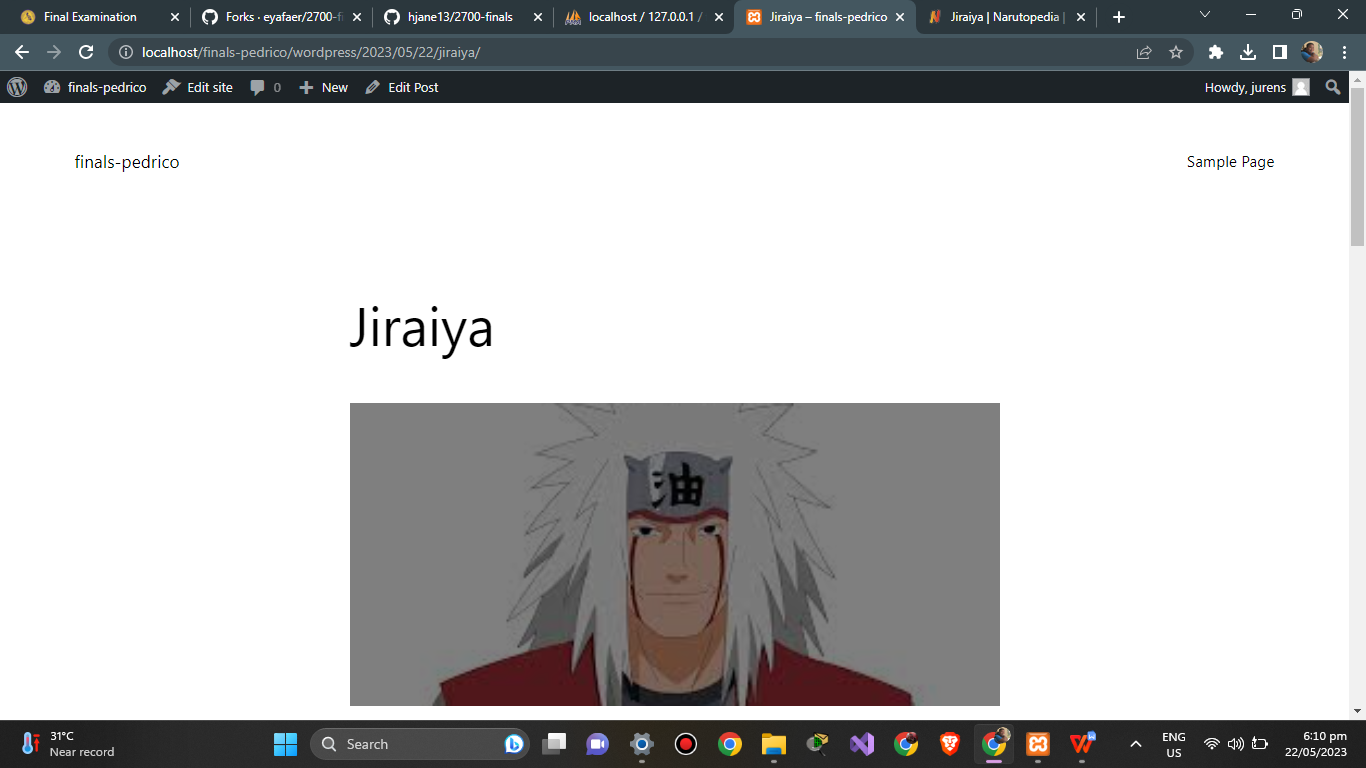 Final Examination
Forks · eyafaer/2700-fi
hjane13/2700-finals
localhost / 127.0.0.1 /
Jiraiya – finals-pedrico
Jiraiya | Narutopedia |
localhost/finals-pedrico/wordpress/2023/05/22/jiraiya/
finals-pedrico
Edit site
0
New
Edit Post
Howdy, jurens
finals-pedrico
Sample Page
Jiraiya
油
31°C
Near record
Search
ENG
US
6:10 pm
22/05/2023